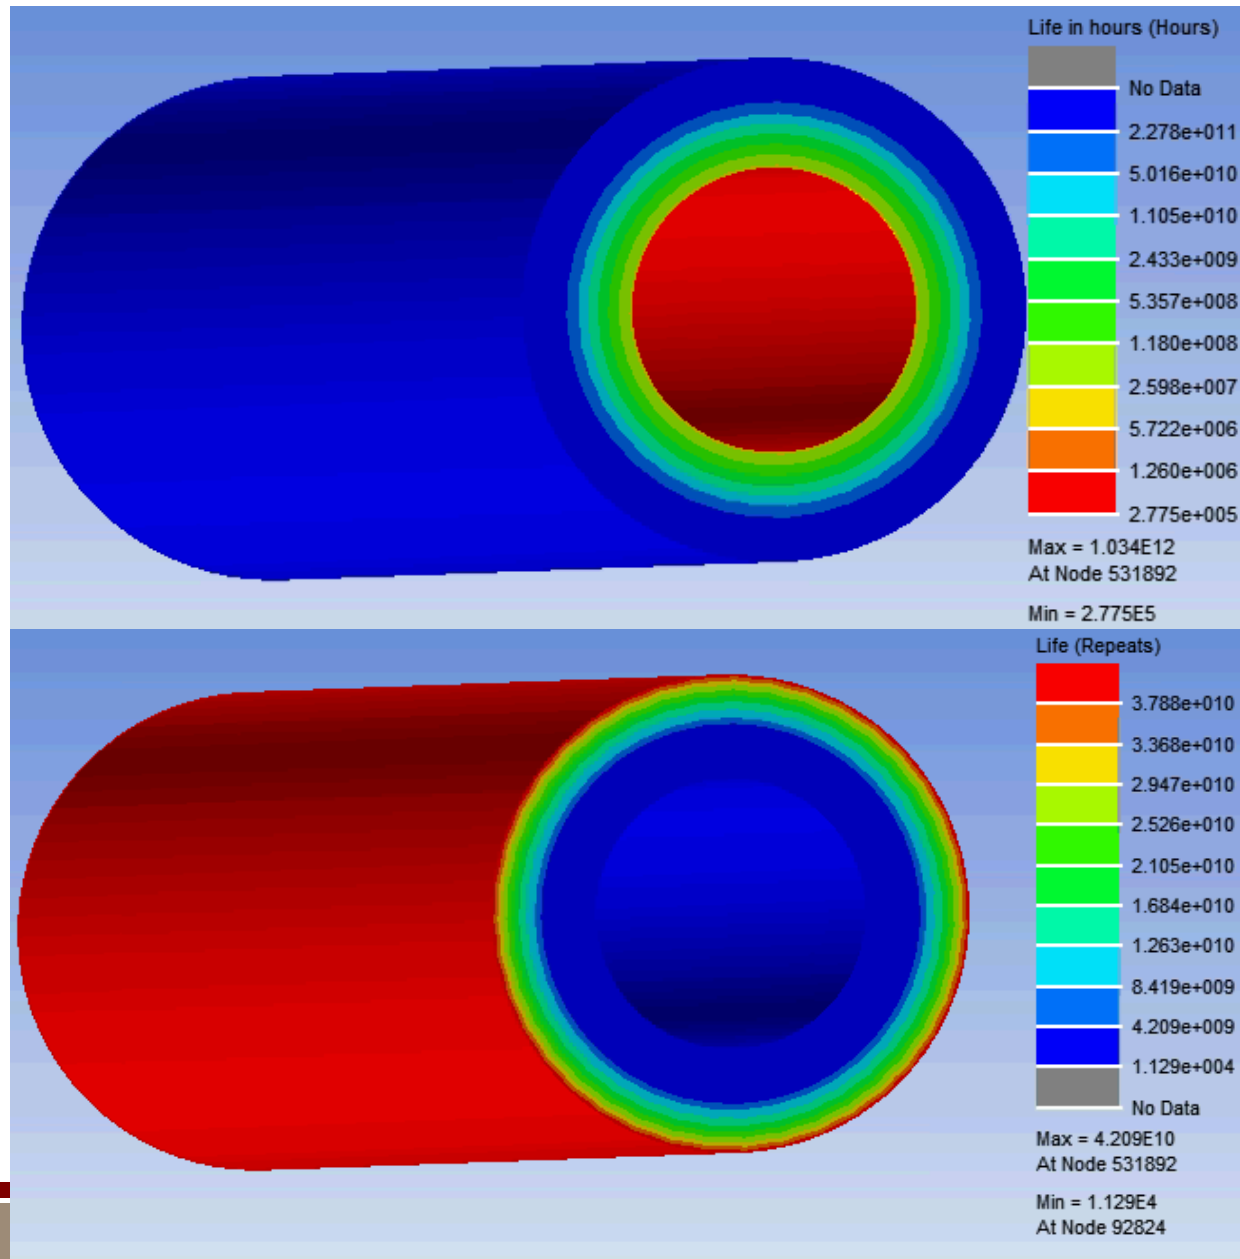 Life in hours (Hours)
No Data
2.278e+011
5.016e+010
1.105e+010
2.433e+009
5.357e+008
1.180e+008
2.598e+007
5.722e+006
1.260e+006
2.775e+005
Max = 1.034E12
At Node 531892
Min = 2.775E5
Life (Repeats)
3.788e+010
3.368e+010
2.947e+010
2.526e+010
2.105e+010
1.684e+010
1.263e+010
8.419e+009
4.209e+009
1.129e+004
No Data
Max = 4.209E10
At Node 531892
Min = 1.129E4
At Node 92824